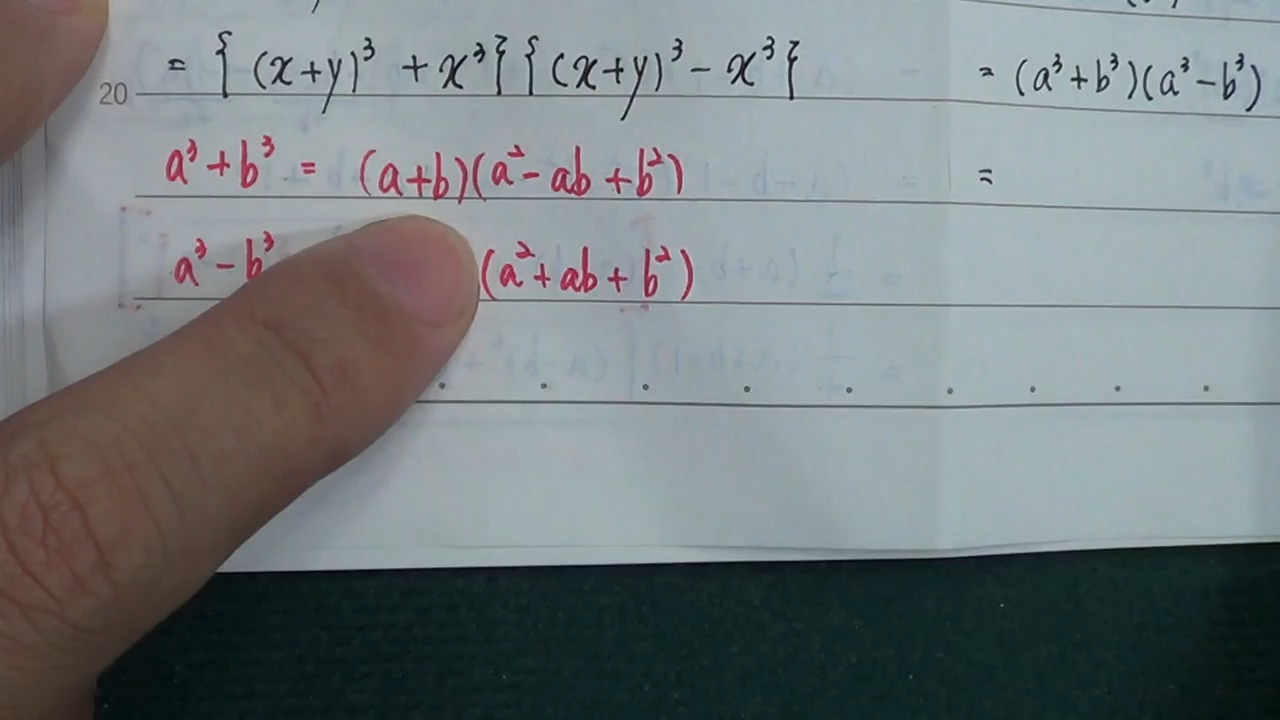 = {(x+y)³ + x³}{(x+y)³ - x³}
= (a³+b³)(a³-b³)
20
a³+b³ = (a+b)(a²-ab+b²)
=
a³-b³ (a²+ab+b²)